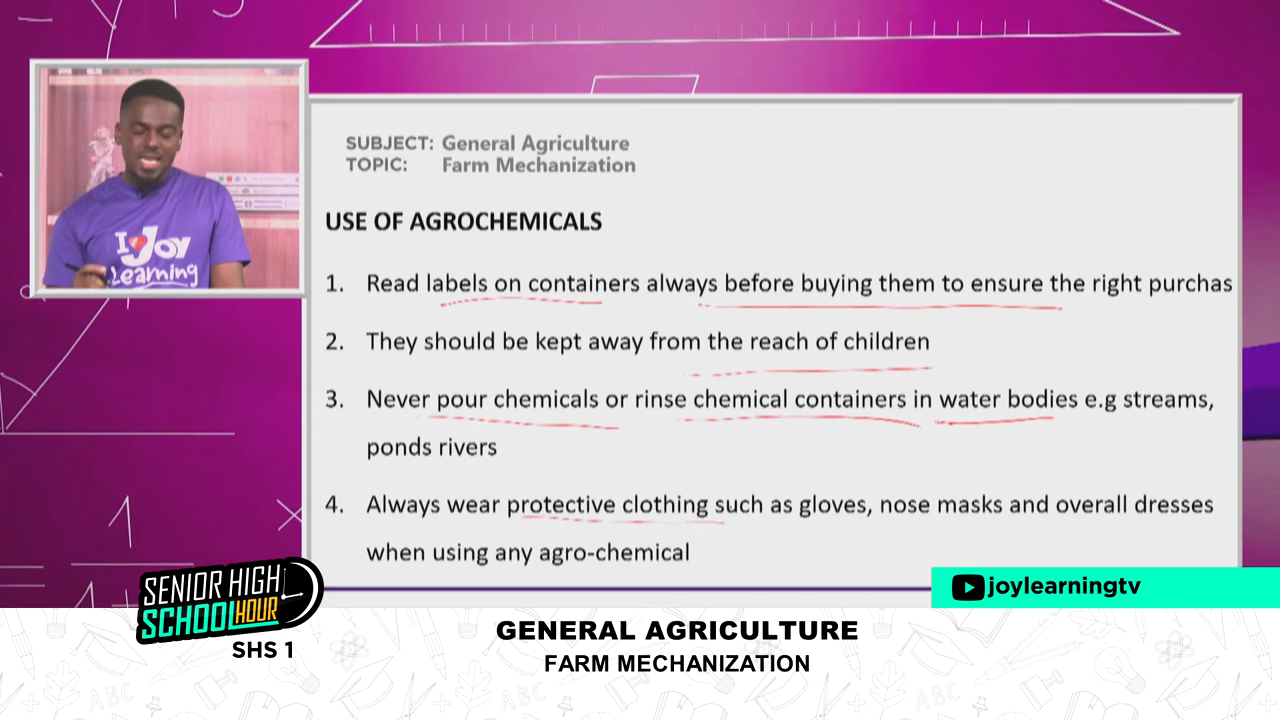 I Joy
Learning
SUBJECT: General Agriculture
TOPIC: Farm Mechanization
USE OF AGROCHEMICALS
1. Read labels on containers always before buying them to ensure the right purchas
2. They should be kept away from the reach of children
3. Never pour chemicals or rinse chemical containers in water bodies e.g streams,
ponds rivers
4. Always wear protective clothing such as gloves, nose masks and overall dresses
when using any agro-chemical
joylearningtv
SENIOR HIGH
SCHOOL HOUR
SHS 1
GENERAL AGRICULTURE
FARM MECHANIZATION
ABC
ABC